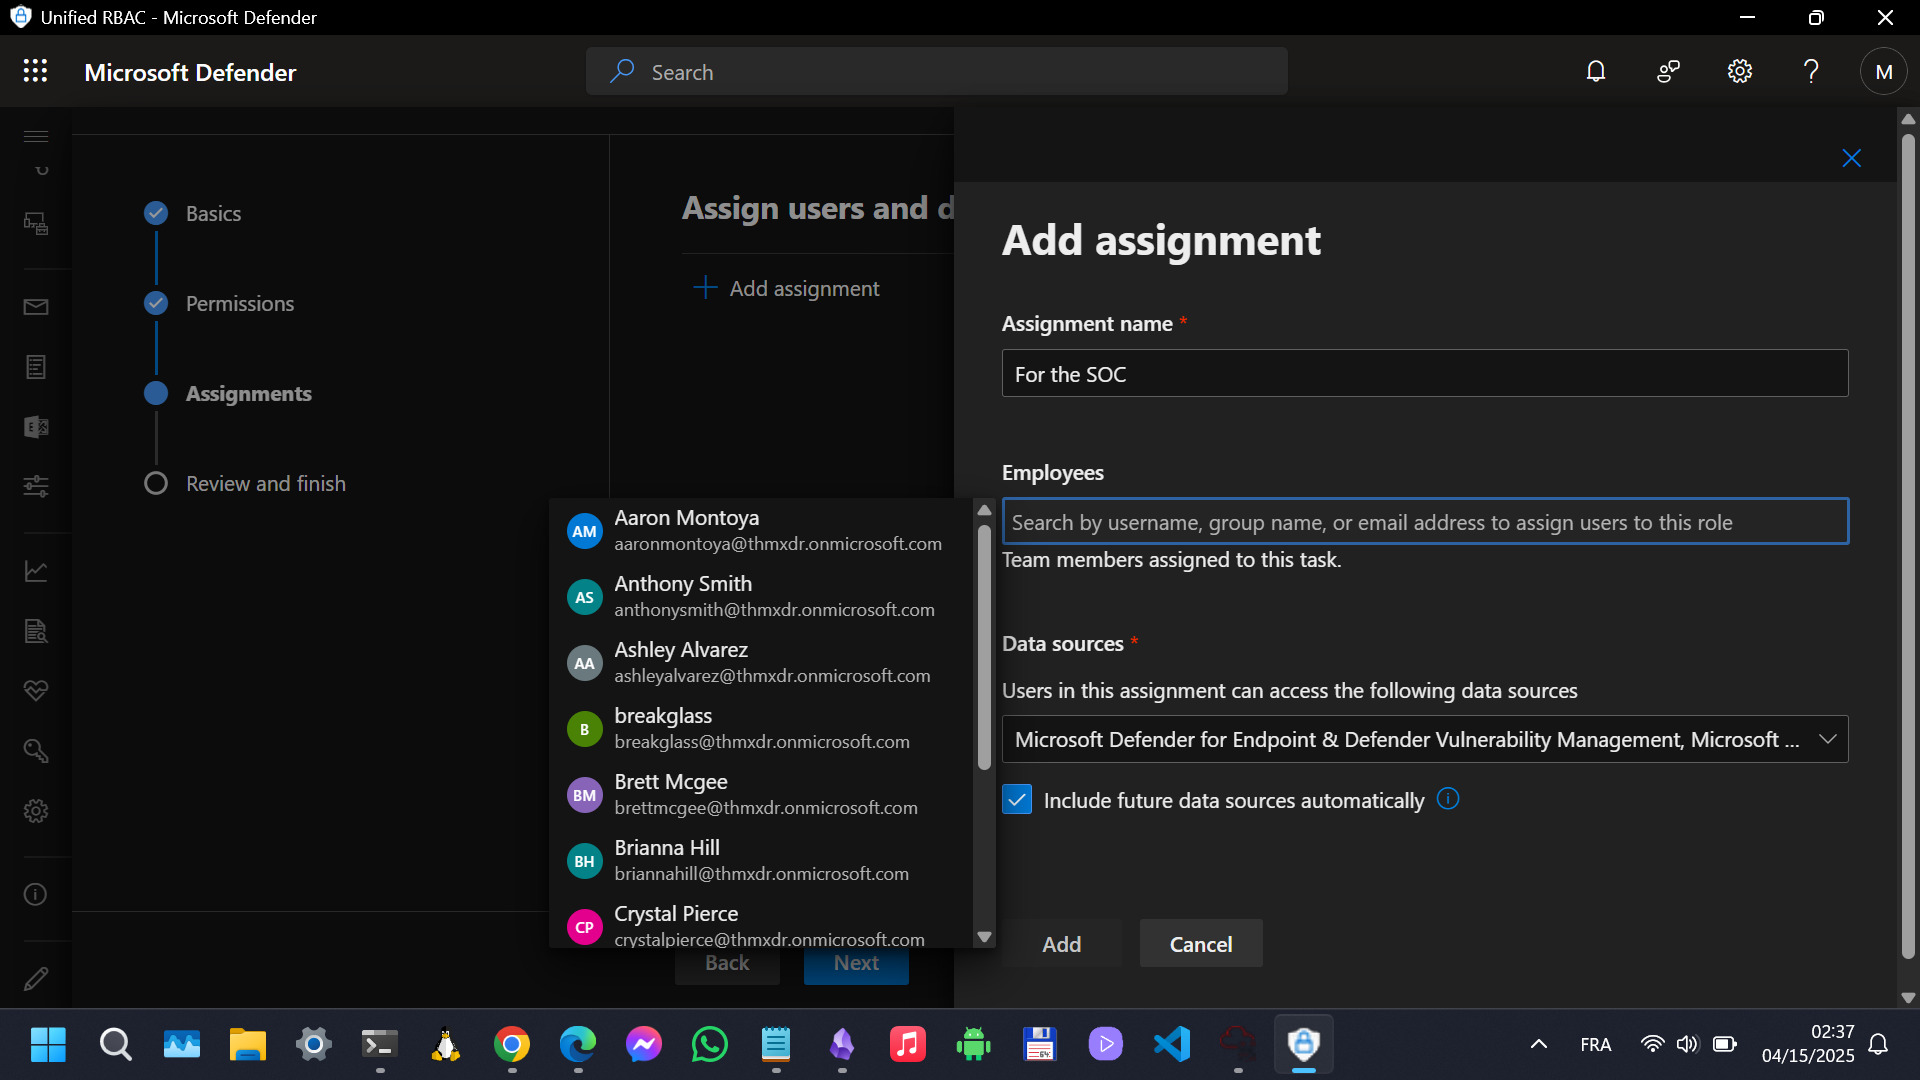 Unified RBAC - Microsoft Defender
Microsoft Defender
Search
M
Basics
Permissions
Assignments
Review and finish
Assign users and d
Add assignment
Back
Next
AM
Aaron Montoya
aaronmontoya@thmxdr.onmicrosoft.com
AS
Anthony Smith
anthonysmith@thmxdr.onmicrosoft.com
AA
Ashley Alvarez
ashleyalvarez@thmxdr.onmicrosoft.com
B
breakglass
breakglass@thmxdr.onmicrosoft.com
BM
Brett Mcgee
brettmcgee@thmxdr.onmicrosoft.com
BH
Brianna Hill
briannahill@thmxdr.onmicrosoft.com
CP
Crystal Pierce
crystalpierce@thmxdr.onmicrosoft.com
Add assignment
Assignment name *
For the SOC
Employees
Search by username, group name, or email address to assign users to this role
Team members assigned to this task.
Data sources *
Users in this assignment can access the following data sources
Microsoft Defender for Endpoint & Defender Vulnerability Management, Microsoft ...
Include future data sources automatically
Add
Cancel
64
FRA
02:37
04/15/2025